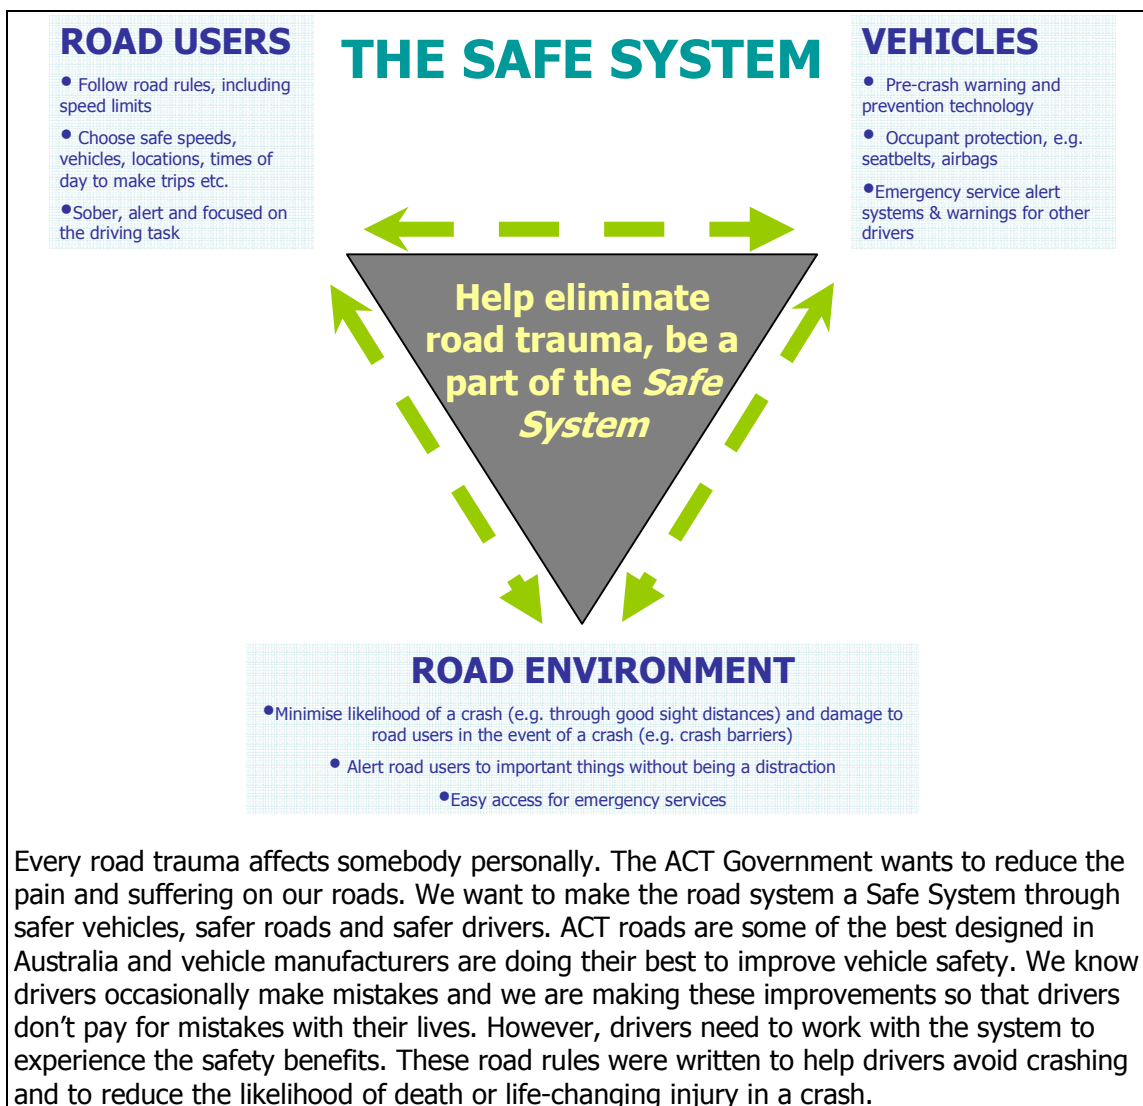 THE SAFE SYSTEM
ROAD USERS
• Follow road rules, including
speed limits
• Choose safe speeds,
vehicles, locations, times of
day to make trips etc.
•Sober, alert and focused on
the driving task
VEHICLES
• Pre-crash warning and
prevention technology
• Occupant protection, e.g.
seatbelts, airbags
•Emergency service alert
systems & warnings for other
drivers
Help eliminate
road trauma, be a
part of the Safe
System
ROAD ENVIRONMENT
•Minimise likelihood of a crash (e.g. through good sight distances) and damage to
road users in the event of a crash (e.g. crash barriers)
• Alert road users to important things without being a distraction
•Easy access for emergency services
Every road trauma affects somebody personally. The ACT Government wants to reduce the
pain and suffering on our roads. We want to make the road system a Safe System through
safer vehicles, safer roads and safer drivers. ACT roads are some of the best designed in
Australia and vehicle manufacturers are doing their best to improve vehicle safety. We know
drivers occasionally make mistakes and we are making these improvements so that drivers
don’t pay for mistakes with their lives. However, drivers need to work with the system to
experience the safety benefits. These road rules were written to help drivers avoid crashing
and to reduce the likelihood of death or life-changing injury in a crash.